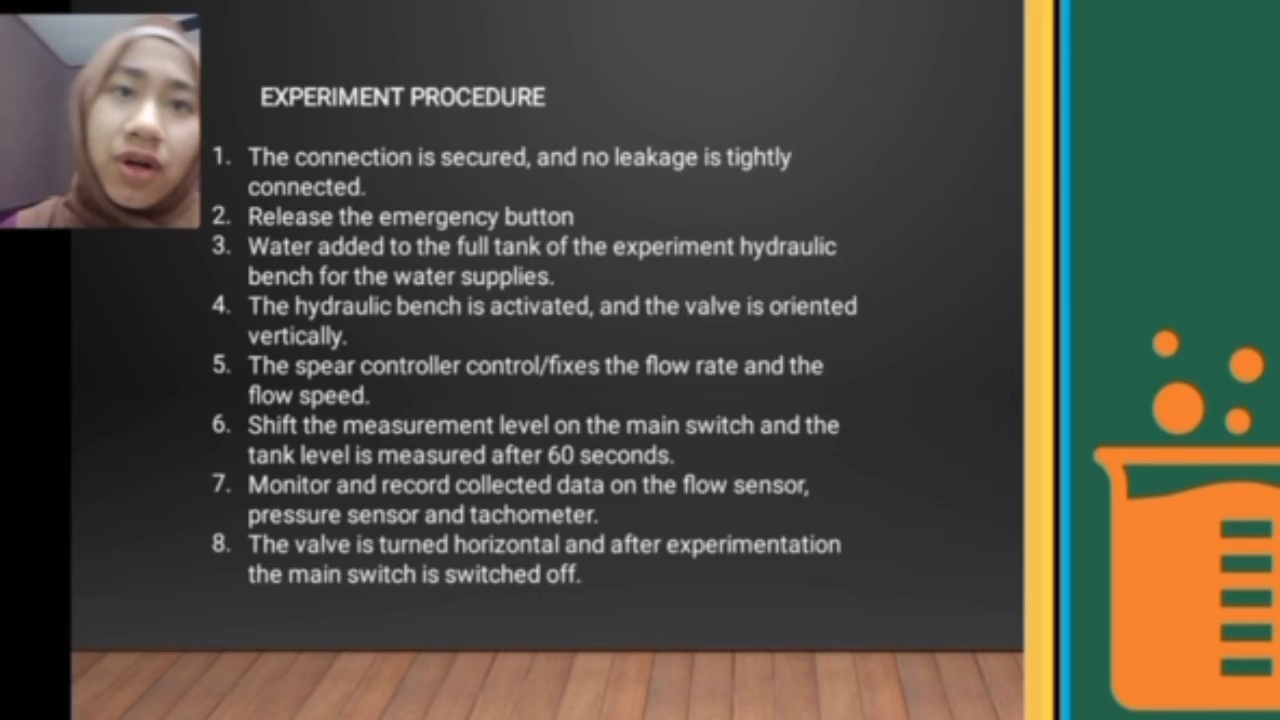 EXPERIMENT PROCEDURE
1. The connection is secured, and no leakage is tightly
connected.
2. Release the emergency button
3. Water added to the full tank of the experiment hydraulic
bench for the water supplies.
4. The hydraulic bench is activated, and the valve is oriented
vertically.
5. The spear controller control/fixes the flow rate and the
flow speed.
6. Shift the measurement level on the main switch and the
tank level is measured after 60 seconds.
7. Monitor and record collected data on the flow sensor,
pressure sensor and tachometer.
8. The valve is turned horizontal and after experimentation
the main switch is switched off.